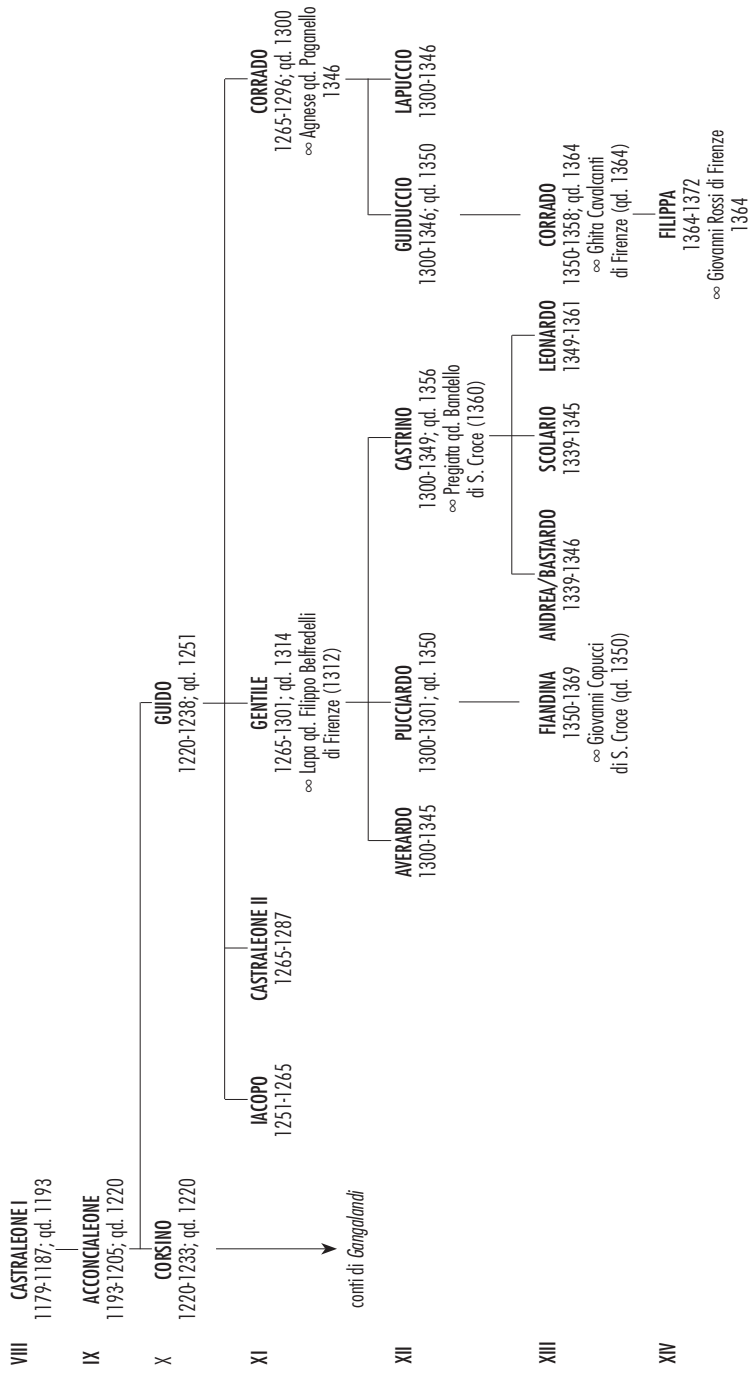 VIII
CASTRALEONE I
1179-1187; qd. 1193
IX
ACCONCIALEONE
1193-1205; qd. 1220
X
CORSINO
1220-1233; qd. 1220
GUIDO
1220-1238; qd. 1251
conti di Gangalandi
XI
IACOPO
1251-1265
CASTRALEONE II
1265-1287
GENTILE
1265-1301; qd. 1314
∞ Lapa qd. Filippo Belfredelli
di Firenze (1312)
CORRADO
1265-1296; qd. 1300
∞ Agnese qd. Paganello
1346
XII
AVERARDO
1300-1345
PUCCIARDO
1300-1301; qd. 1350
CASTRINO
1300-1349; qd. 1356
∞ Pregiata qd. Bandello
di S. Croce (1360)
GUIDUCCIO
1300-1346; qd. 1350
LAPUCCIO
1300-1346
XIII
FIANDINA
1350-1369
∞ Giovanni Capucci
di S. Croce (qd. 1350)
ANDREA/BASTARDO
1339-1346
SCOLARIO
1339-1345
LEONARDO
1349-1361
CORRADO
1350-1358; qd. 1364
∞ Ghita Cavalcanti
di Firenze (qd. 1364)
XIV
FILIPPA
1364-1372
∞ Giovanni Rossi di Firenze
1364